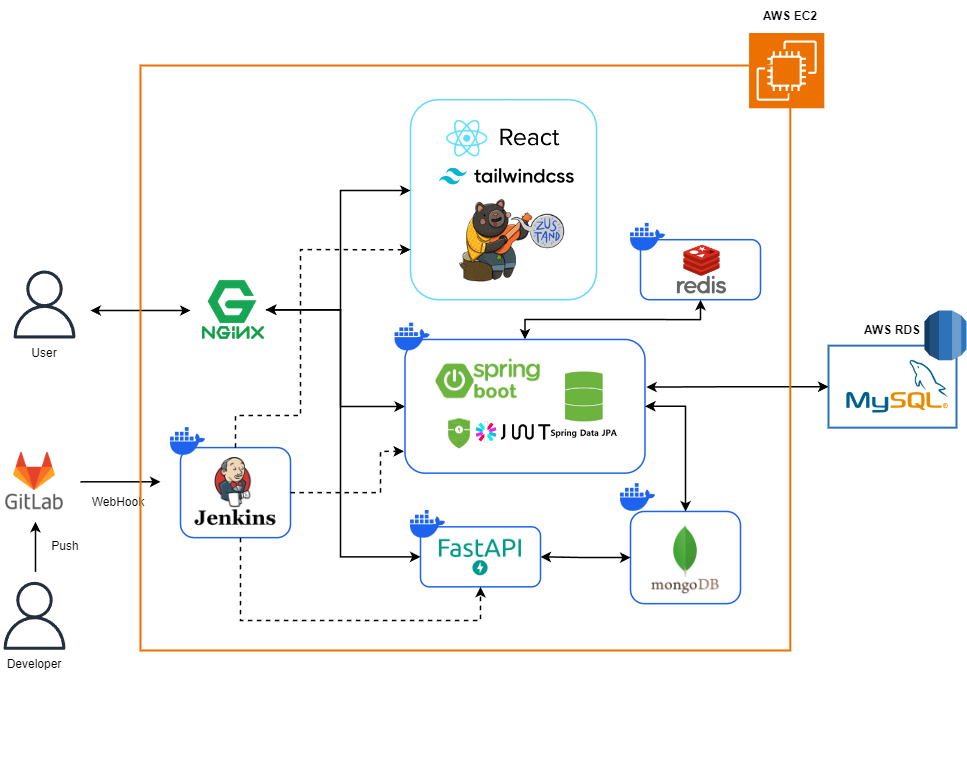 AWS EC2
React
tailwindcss
ZUS
TAND
redis
User
NGiNX
AWS RDS
spring
boot
MySQL®
JWT
Spring Data JPA
GitLab
WebHook
Jenkins
FastAPI
mongoDB
Push
Developer